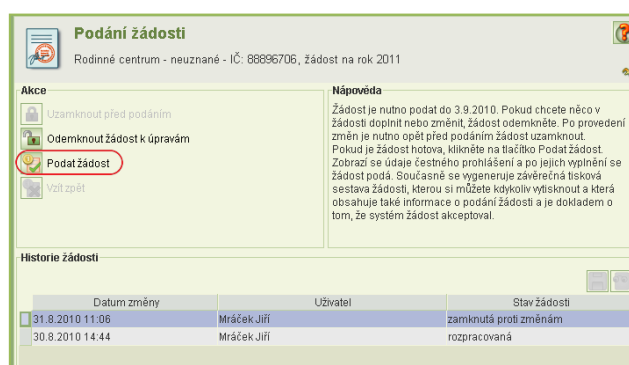 Podání žádosti
Rodinné centrum - neuznané - IČ: 88896706, žádost na rok 2011
Akce
Uzamknout před podáním
Odemknout žádost k úpravám
Podat žádost
Vzít zpět
Nápověda
Žádost je nutno podat do 3.9.2010. Pokud chcete něco v
žádosti doplnit nebo změnit, žádost odemkněte. Po provedení
změn je nutno opět před podáním žádost uzamknout.
Pokud je žádost hotova, klikněte na tlačítko Podat žádost.
Zobrazí se údaje čestného prohlášení a po jejich vyplnění se
žádost podá. Současně se vygeneruje závěrečná tisková
sestava žádosti, kterou si můžete kdykoliv vytisknout a která
obsahuje také informace o podání žádosti a je dokladem o
tom, že systém žádost akceptoval.
Historie žádosti
Datum změny Uživatel Stav žádosti
31.8.2010 11:06 Mráček Jiří zamknutá proti změnám
30.8.2010 14:44 Mráček Jiří rozpracovaná